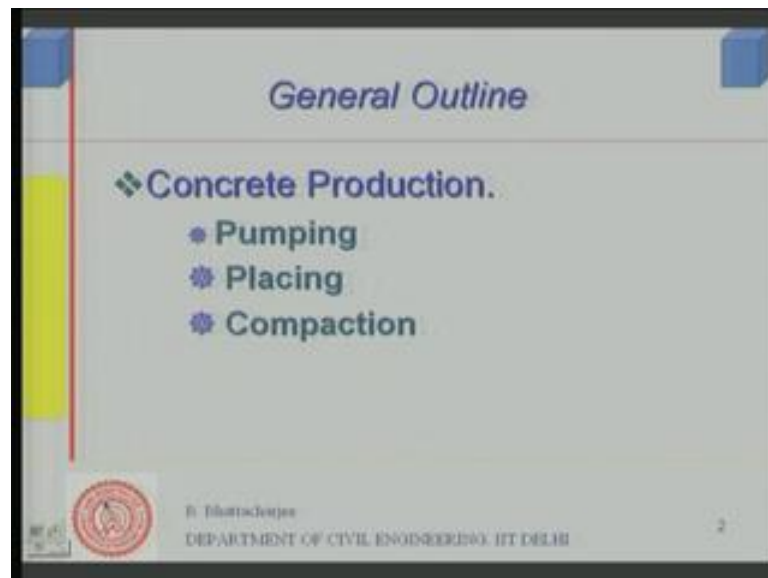 General Outline
Concrete Production.
Pumping
Placing
Compaction
B. Bhattacharjee
DEPARTMENT OF CIVIL ENGINEERING, IIT DELHI
2